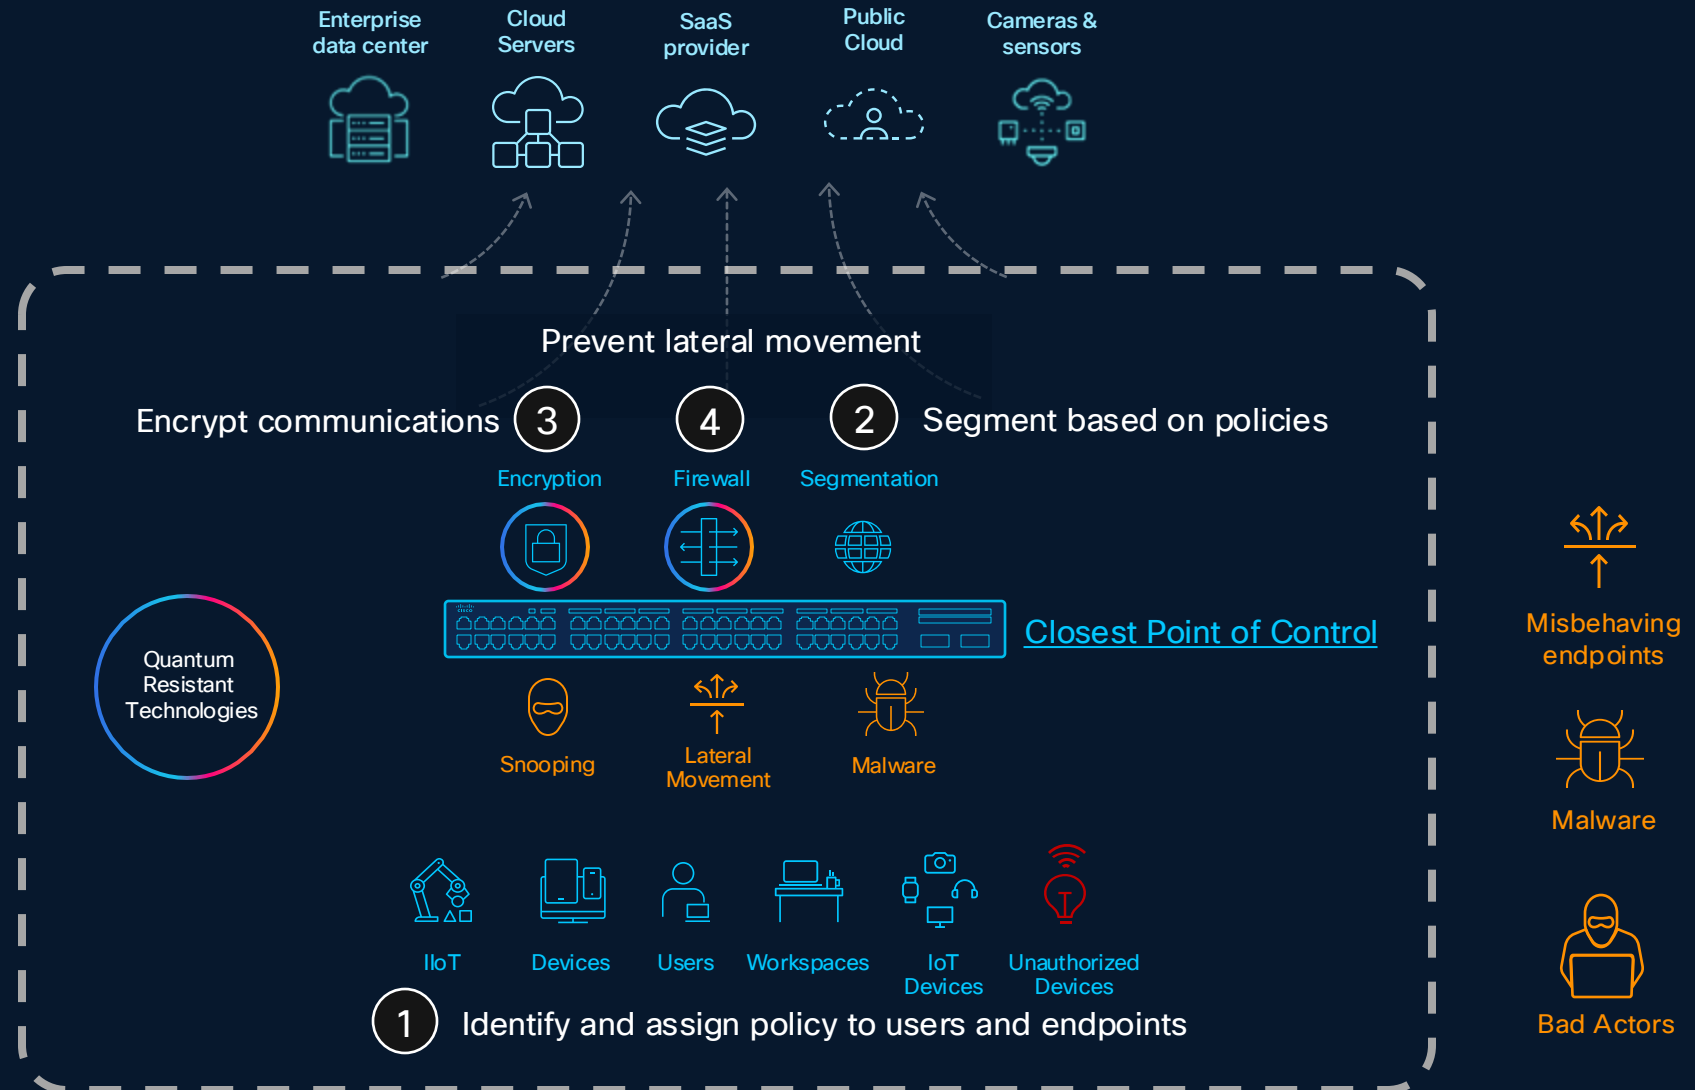 Enterprise
data center
Cloud
Servers
SaaS
provider
Public
Cloud
Cameras &
sensors
Prevent lateral movement
Encrypt communications
3
4
2
Segment based on policies
Encryption
Firewall
Segmentation
CISCO
Closest Point of Control
Quantum
Resistant
Technologies
Snooping
Lateral
Movement
Malware
Misbehaving
endpoints
Malware
Bad Actors
IIoT
Devices
Users
Workspaces
IoT
Devices
Unauthorized
Devices
1
Identify and assign policy to users and endpoints